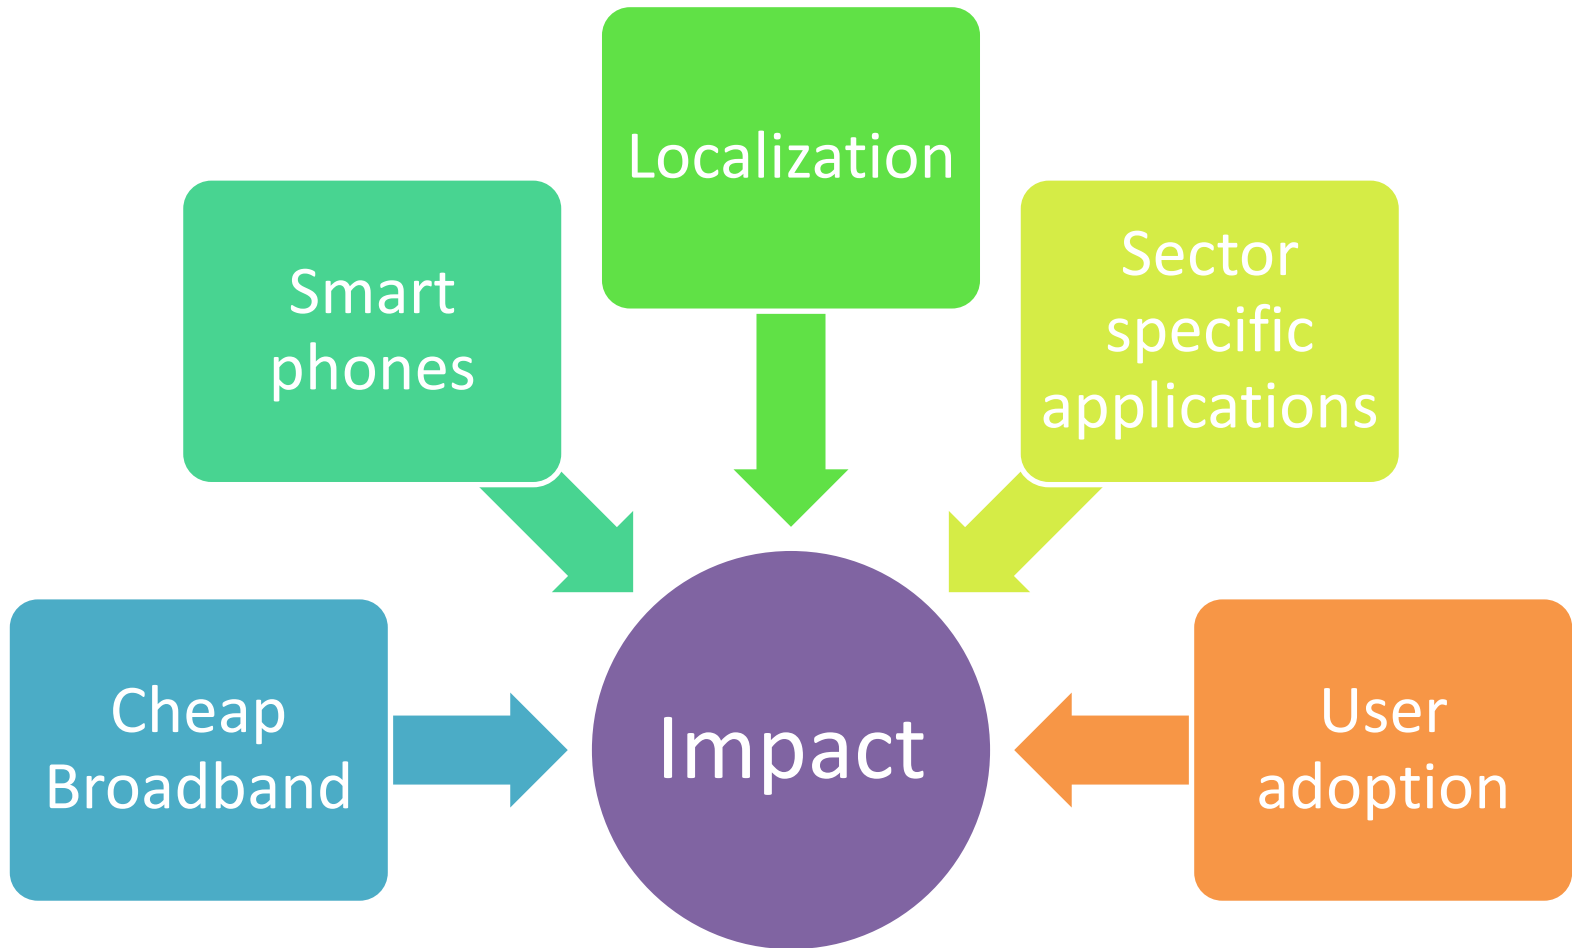 Localization
Smart
phones
Sector
specific
applications
Cheap
Broadband
Impact
User
adoption